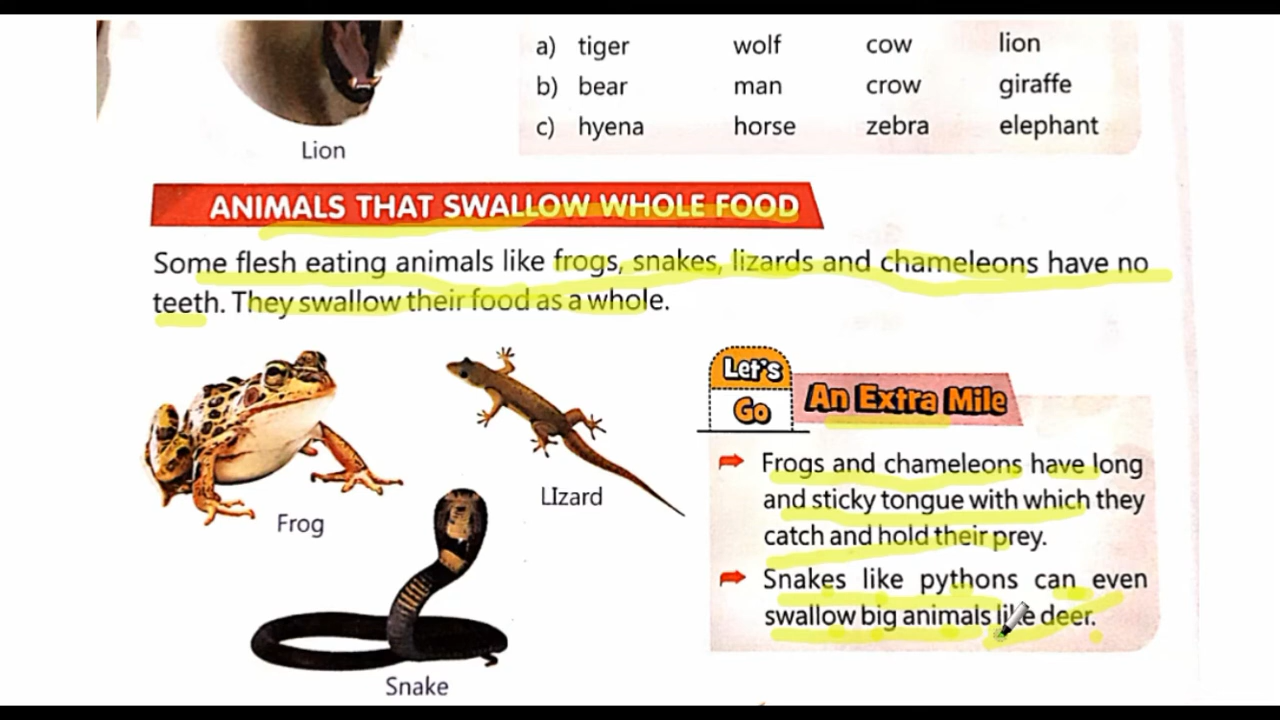 a) tiger wolf cow lion
b) bear man crow giraffe
c) hyena horse zebra elephant
Lion
ANIMALS THAT SWALLOW WHOLE FOOD
Some flesh eating animals like frogs, snakes, lizards and chameleons have no
teeth. They swallow their food as a whole.
Let's
Go
An Extra Mile
Frogs and chameleons have long
and sticky tongue with which they
catch and hold their prey.
Snakes like pythons can even
swallow big animals like deer.
LIzard
Frog
Snake